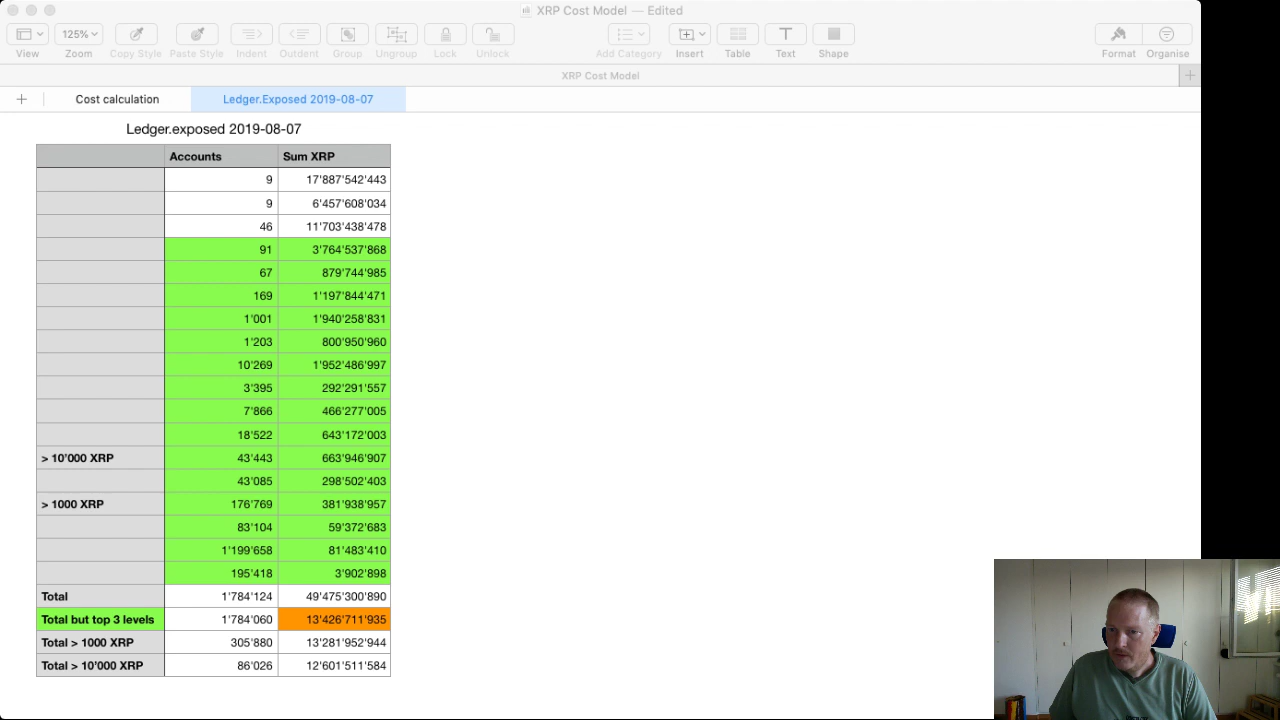 XRP Cost Model — Edited
125%
View Zoom Copy Style Paste Style Indent Outdent Group Ungroup Lock Unlock Add Category Insert Table Text Shape Format Organise
XRP Cost Model
Cost calculation Ledger.Exposed 2019-08-07
Ledger.exposed 2019-08-07
Accounts Sum XRP
9 17'887'542'443
9 6'457'608'034
46 11'703'438'478
91 3'764'537'868
67 879'744'985
169 1'197'844'471
1'001 1'940'258'831
1'203 800'950'960
10'269 1'952'486'997
3'395 292'291'557
7'866 466'277'005
18'522 643'172'003
> 10'000 XRP 43'443 663'946'907
43'085 298'502'403
> 1000 XRP 176'769 381'938'957
83'104 59'372'683
1'199'658 81'483'410
195'418 3'902'898
Total 1'784'124 49'475'300'890
Total but top 3 levels 1'784'060 13'426'711'935
Total > 1000 XRP 305'880 13'281'952'944
Total > 10'000 XRP 86'026 12'601'511'584